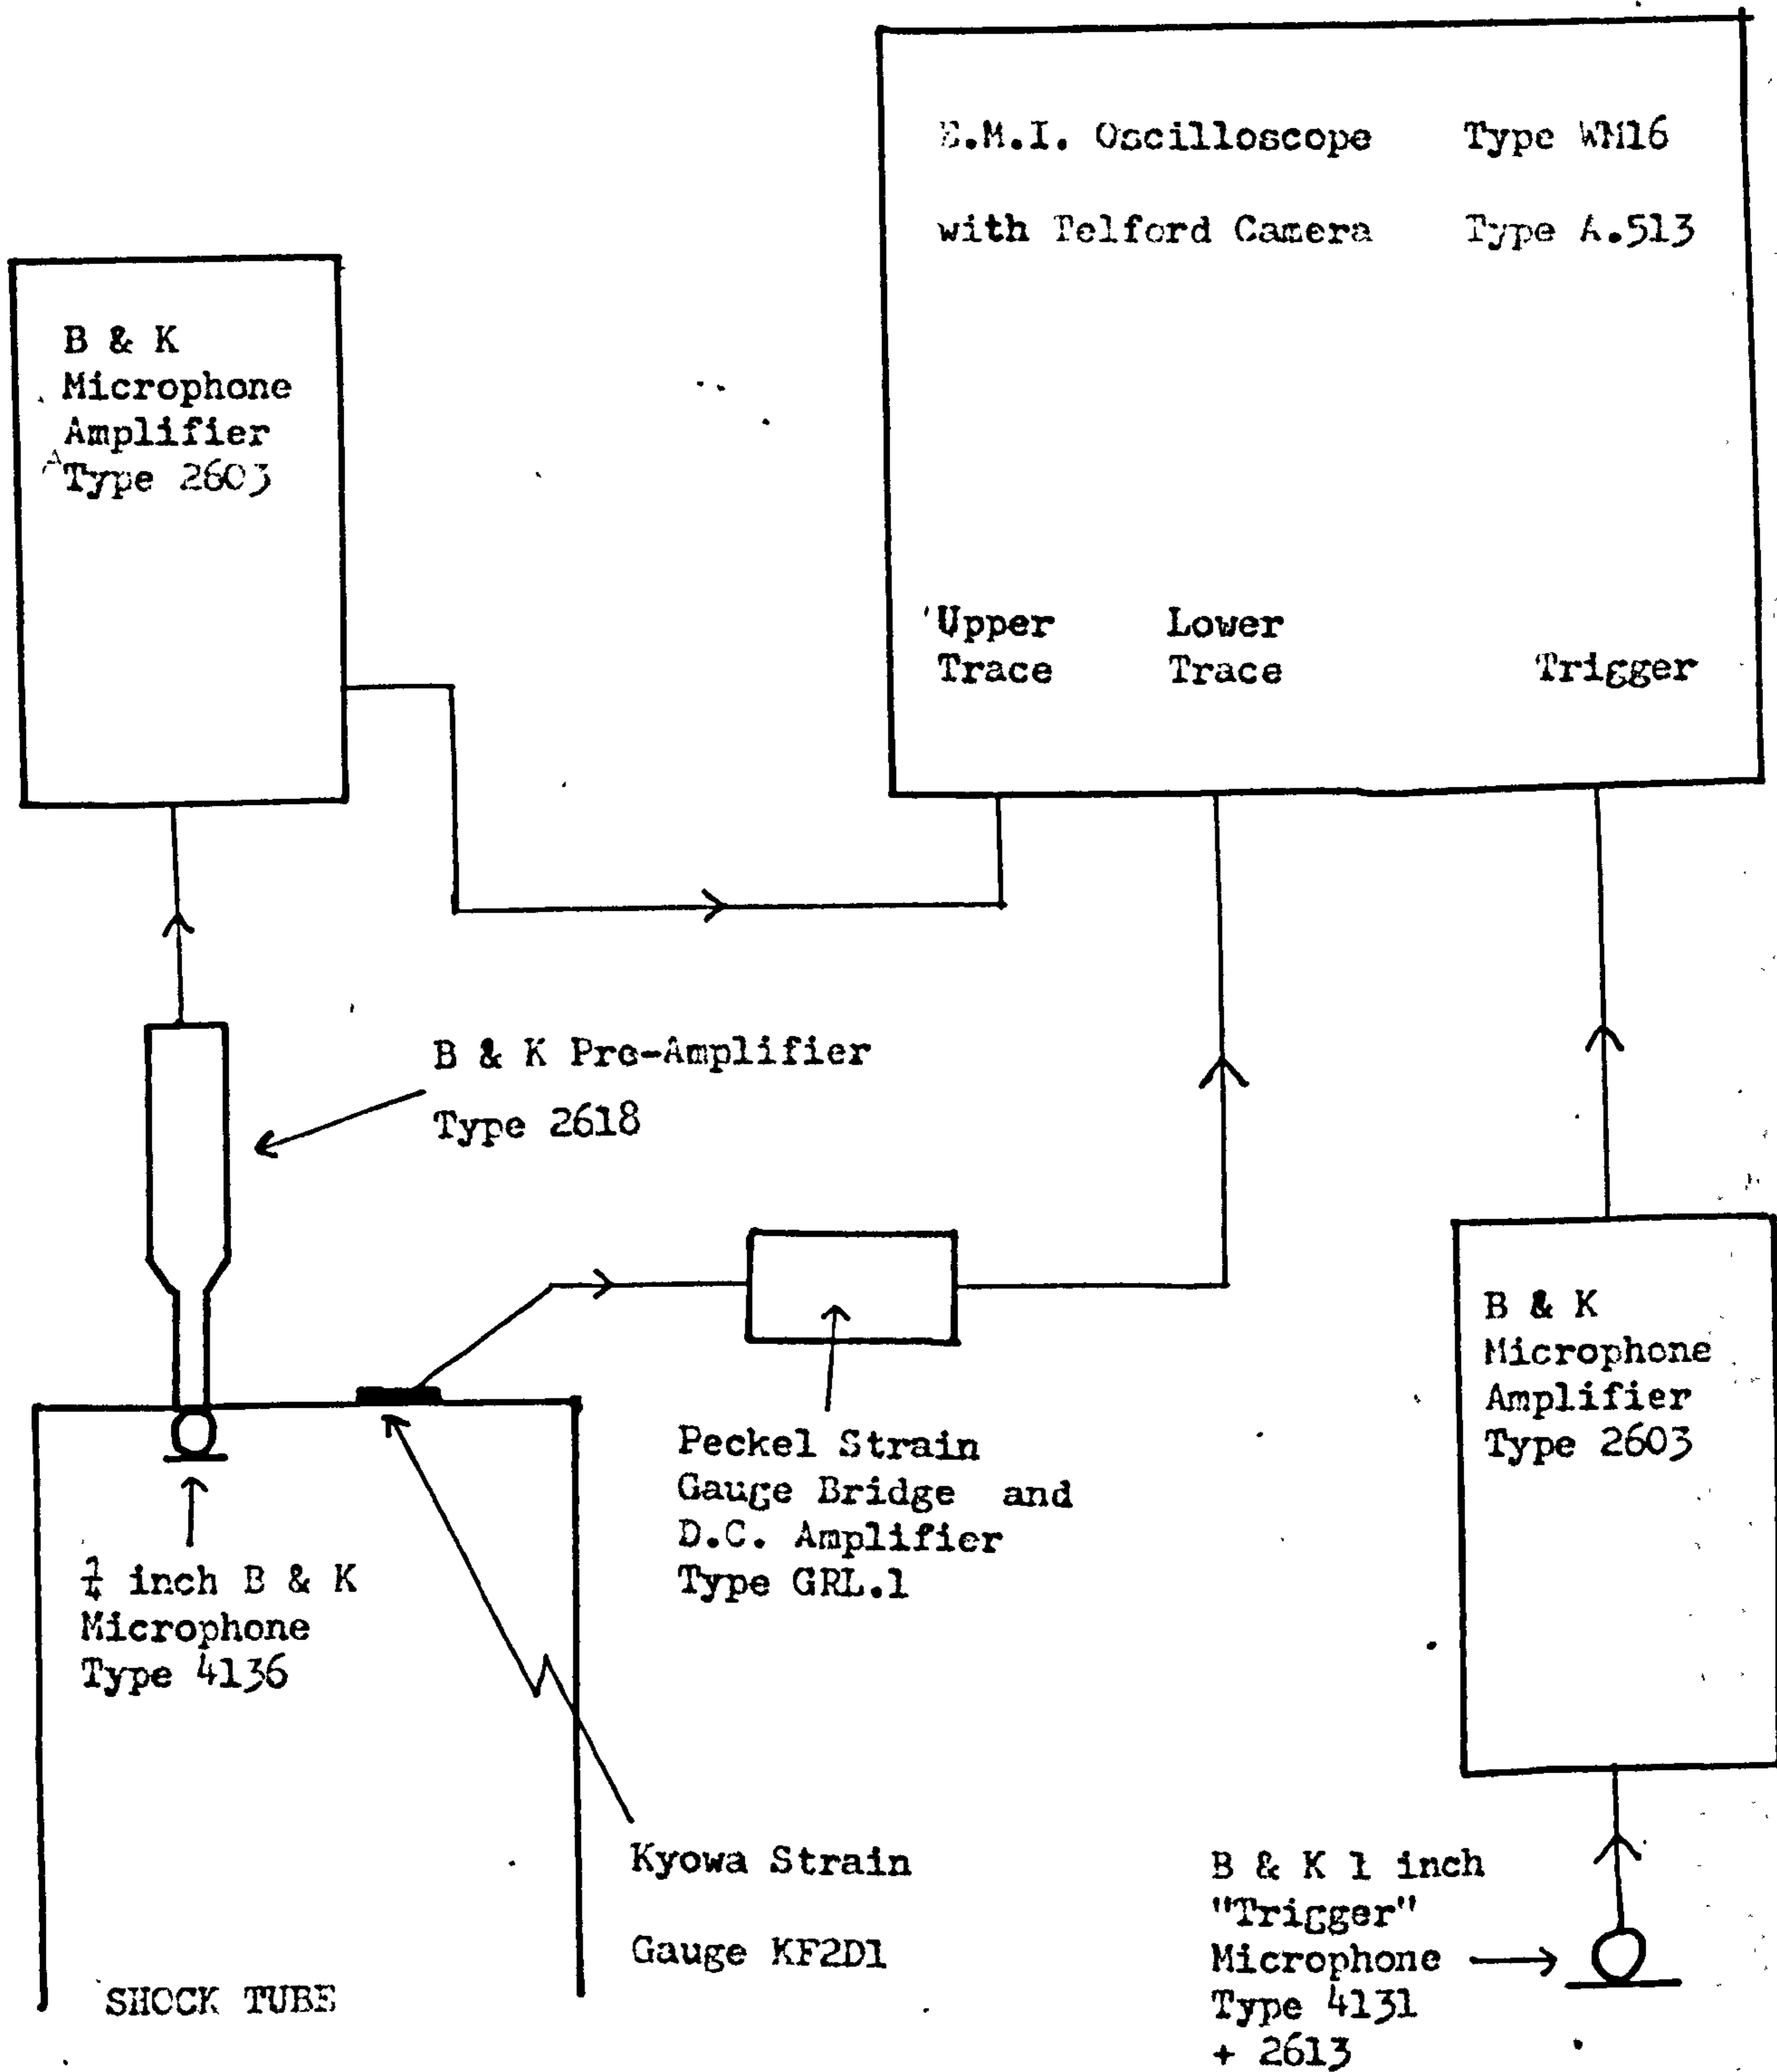 E.M.I. Oscilloscope Type WM16
with Telford Camera Type A.513
B & K
Microphone
Amplifier
Type 2603
Upper
Trace
Lower
Trace
Trigger
B & K Pre-Amplifier
Type 2618
B & K
Microphone
Amplifier
Type 2603
Peckel Strain
Gauge Bridge and
D.C. Amplifier
Type GRL.1
¼ inch B & K
Microphone
Type 4136
Kyowa Strain
Gauge KF2D1
B & K 1 inch
"Trigger"
Microphone
Type 4131
+ 2613
SHOCK TUBE